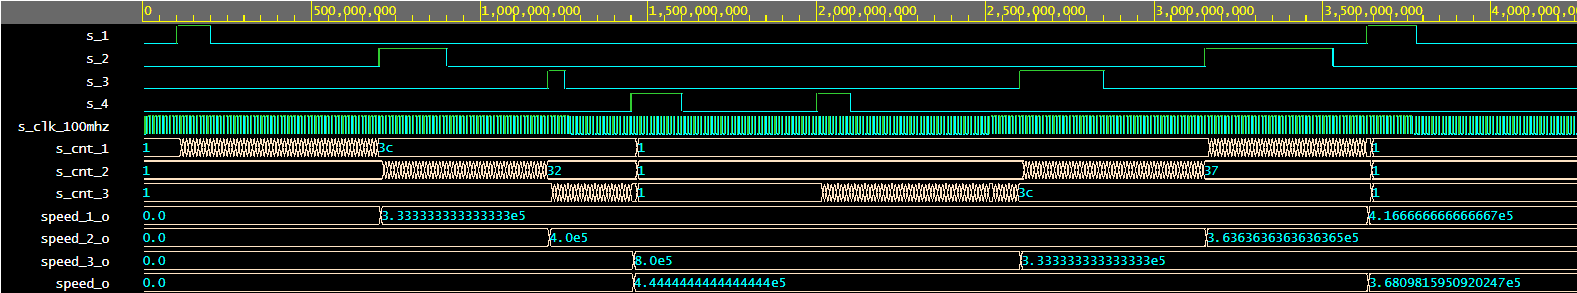 0 500,000,000 1,000,000,000 1,500,000,000 2,000,000,000 2,500,000,000 3,000,000,000 3,500,000,000 4,000,000,000
s_1
s_2
s_3
s_4
s_clk_100mhz
s_cnt_1 1 3c 1 1
s_cnt_2 1 32 1 37 1
s_cnt_3 1 1 3c 1
speed_1_o 0.0 3.333333333333333e5 4.166666666666667e5
speed_2_o 0.0 4.0e5 3.6363636363636365e5
speed_3_o 0.0 8.0e5 3.333333333333333e5
speed_o 0.0 4.4444444444444444e5 3.6809815950920247e5